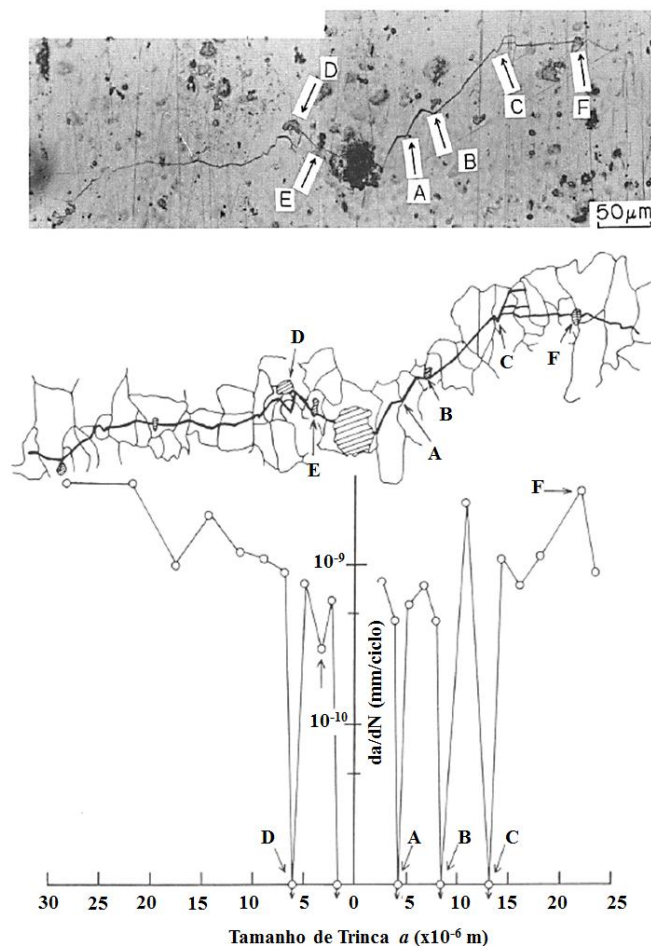 D
C
F
B
E
A
50μm
D
C
F
B
A
E
F
10⁻⁹
da/dN (mm/ciclo)
10⁻¹⁰
D
A
B
C
30 25 20 15 10 5 0 5 10 15 20 25
Tamanho de Trinca a (x10⁻⁶ m)